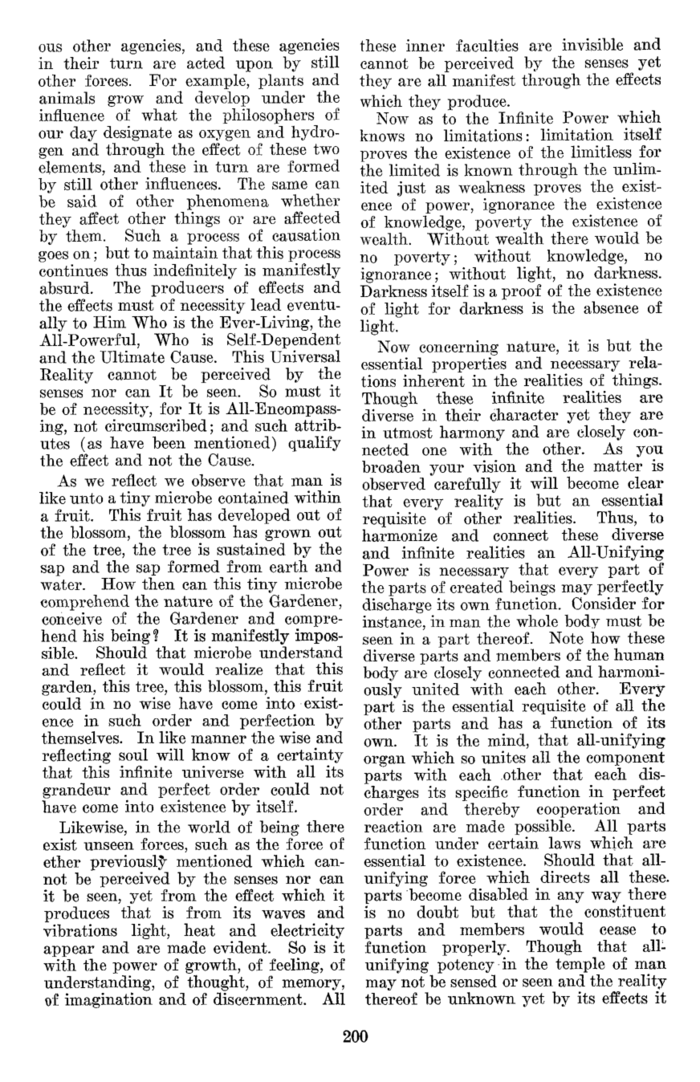 ous other agencies, and these agencies
in their turn are acted upon by still
other forces. For example, plants and
animals grow and develop under the
influence of what the philosophers of
our day designate as oxygen and hydro-
gen and through the effect of these two
elements, and these in turn are formed
by still other influences. The same can
be said of other phenomena whether
they affect other things or are affected
by them. Such a process of causation
goes on; but to maintain that this process
continues thus indefinitely is manifestly
absurd. The producers of effects and
the effects must of necessity lead eventu-
ally to Him Who is the Ever-Living, the
All-Powerful, Who is Self-Dependent
and the Ultimate Cause. This Universal
Reality cannot be perceived by the
senses nor can It be seen. So must it
be of necessity, for It is All-Encompass-
ing, not circumscribed; and such attrib-
utes (as have been mentioned) qualify
the effect and not the Cause.
As we reflect we observe that man is
like unto a tiny microbe contained within
a fruit. This fruit has developed out of
the blossom, the blossom has grown out
of the tree, the tree is sustained by the
sap and the sap formed from earth and
water. How then can this tiny microbe
comprehend the nature of the Gardener,
conceive of the Gardener and compre-
hend his being? It is manifestly impos-
sible. Should that microbe understand
and reflect it would realize that this
garden, this tree, this blossom, this fruit
could in no wise have come into exist-
ence in such order and perfection by
themselves. In like manner the wise and
reflecting soul will know of a certainty
that this infinite universe with all its
grandeur and perfect order could not
have come into existence by itself.
Likewise, in the world of being there
exist unseen forces, such as the force of
ether previously mentioned which can-
not be perceived by the senses nor can
it be seen, yet from the effect which it
produces that is from its waves and
vibrations light, heat and electricity
appear and are made evident. So is it
with the power of growth, of feeling, of
understanding, of thought, of memory,
of imagination and of discernment. All
these inner faculties are invisible and
cannot be perceived by the senses yet
they are all manifest through the effects
which they produce.
Now as to the Infinite Power which
knows no limitations: limitation itself
proves the existence of the limitless for
the limited is known through the unlim-
ited just as weakness proves the exist-
ence of power, ignorance the existence
of knowledge, poverty the existence of
wealth. Without wealth there would be
no poverty; without knowledge, no
ignorance; without light, no darkness.
Darkness itself is a proof of the existence
of light for darkness is the absence of
light.
Now concerning nature, it is but the
essential properties and necessary rela-
tions inherent in the realities of things.
Though these infinite realities are
diverse in their character yet they are
in utmost harmony and are closely con-
nected one with the other. As you
broaden your vision and the matter is
observed carefully it will become clear
that every reality is but an essential
requisite of other realities. Thus, to
harmonize and connect these diverse
and infinite realities an All-Unifying
Power is necessary that every part of
the parts of created beings may perfectly
discharge its own function. Consider for
instance, in man the whole body must be
seen in a part thereof. Note how these
diverse parts and members of the human
body are closely connected and harmoni-
ously united with each other. Every
part is the essential requisite of all the
other parts and has a function of its
own. It is the mind, that all-unifying
organ which so unites all the component
parts with each other that each dis-
charges its specific function in perfect
order and thereby cooperation and
reaction are made possible. All parts
function under certain laws which are
essential to existence. Should that all-
unifying force which directs all these.
parts become disabled in any way there
is no doubt but that the constituent
parts and members would cease to
function properly. Though that all-
unifying potency in the temple of man
may not be sensed or seen and the reality
thereof be unknown yet by its effects it
200